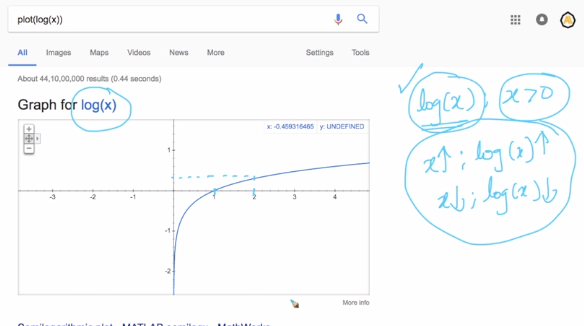 plot(log(x))
All Images Maps Videos News More Settings Tools
About 44,10,00,000 results (0.44 seconds)
Graph for log(x)
x: -0.459316465 y: UNDEFINED
1
-3 -2 -1 1 2 3 4
-1
-2
More info
log(x), x>0
x↑ ; log(x)↑
x↓ ; log(x)↓